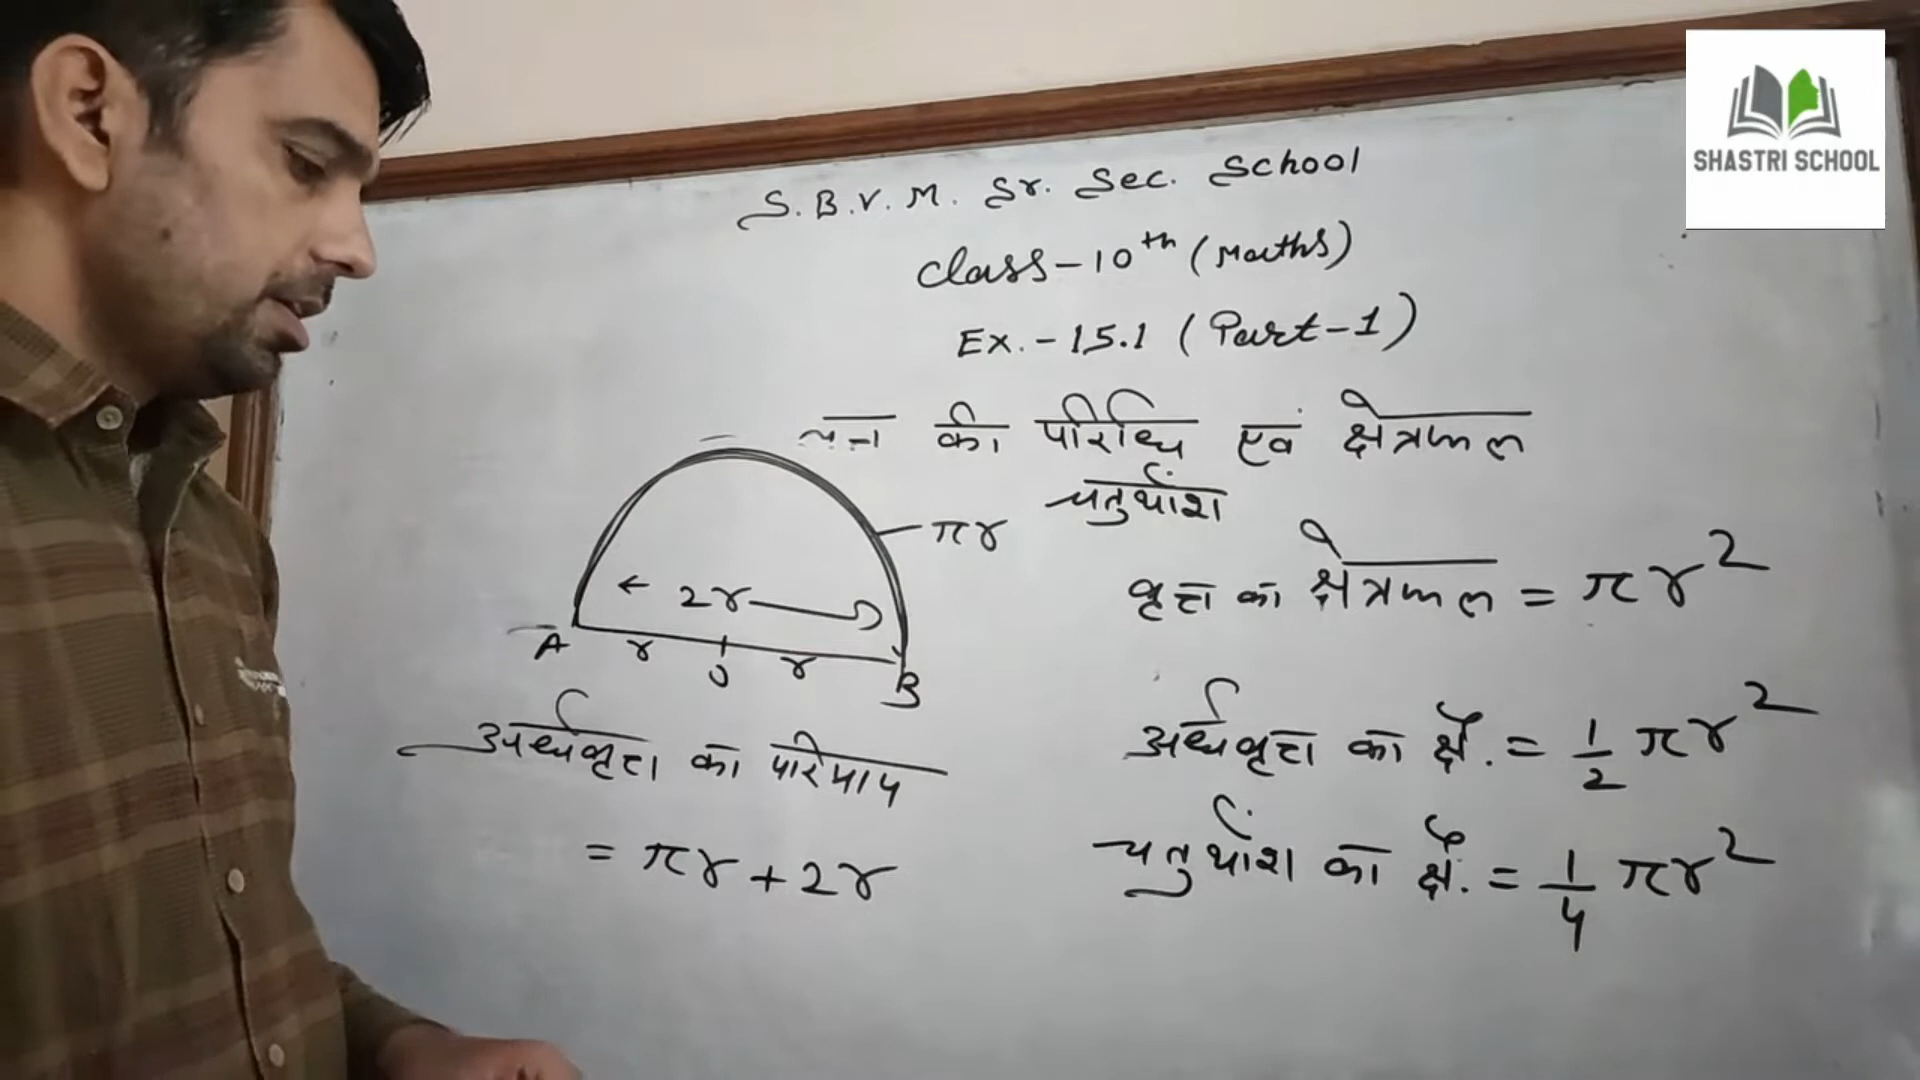 SHASTRI SCHOOL
S. B. V. M. Sr. Sec. School
Class-10th (Maths)
Ex.-15.1 (Part-1)
की परिधि एवं क्षेत्रफल
चतुर्थांश
πr
2r
A r O r B
वृत्त का क्षेत्रफल = πr²
अर्धवृत्त का परिमाप
= πr + 2r
अर्धवृत्त का क्षे. = 1/2 πr²
चतुर्थांश का क्षे. = 1/4 πr²